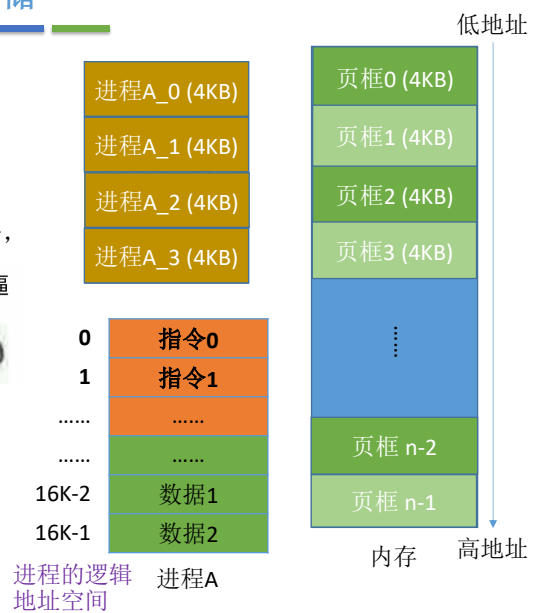 储
低地址
进程A_0 (4KB)
进程A_1 (4KB)
进程A_2 (4KB)
进程A_3 (4KB)
页框0 (4KB)
页框1 (4KB)
页框2 (4KB)
页框3 (4KB)
……
页框 n-2
页框 n-1
，
0 指令0
1 指令1
…… ……
…… ……
16K-2 数据1
16K-1 数据2
进程的逻辑
地址空间
进程A
内存
高地址